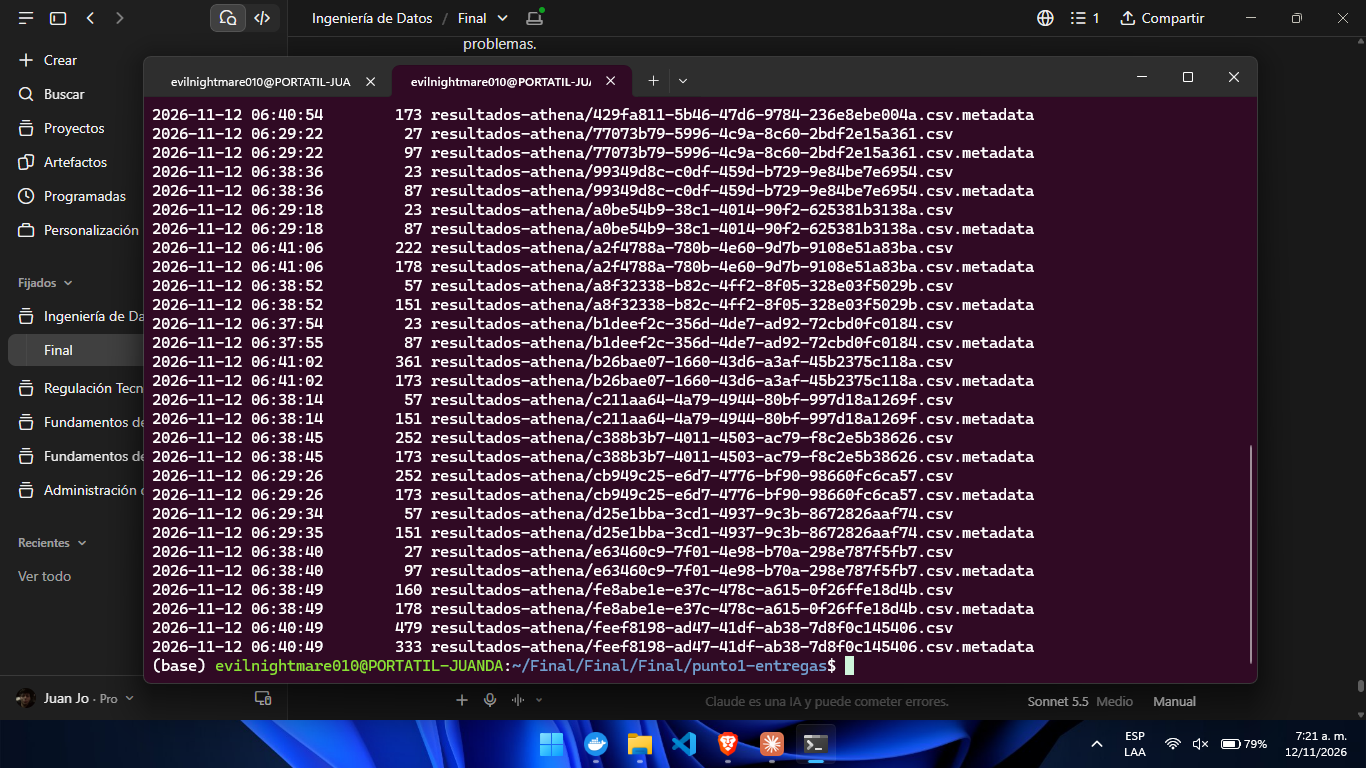 Ingeniería de Datos / Final
1
Compartir
problemas.
Crear
Buscar
Proyectos
Artefactos
Programadas
Personalización
Fijados
Ingeniería de Da
Final
Regulación Tecn
Fundamentos de
Fundamentos de
Administración
Recientes
Ver todo
Juan Jo · Pro
evilnightmare010@PORTATIL-JUA
evilnightmare010@PORTATIL-JU
2026-11-12 06:40:54 173 resultados-athena/429fa811-5b46-47d6-9784-236e8ebe004a.csv.metadata
2026-11-12 06:29:22 27 resultados-athena/77073b79-5996-4c9a-8c60-2bdf2e15a361.csv
2026-11-12 06:29:22 97 resultados-athena/77073b79-5996-4c9a-8c60-2bdf2e15a361.csv.metadata
2026-11-12 06:38:36 23 resultados-athena/99349d8c-c0df-459d-b729-9e84be7e6954.csv
2026-11-12 06:38:36 87 resultados-athena/99349d8c-c0df-459d-b729-9e84be7e6954.csv.metadata
2026-11-12 06:29:18 23 resultados-athena/a0be54b9-38c1-4014-90f2-625381b3138a.csv
2026-11-12 06:29:18 87 resultados-athena/a0be54b9-38c1-4014-90f2-625381b3138a.csv.metadata
2026-11-12 06:41:06 222 resultados-athena/a2f4788a-780b-4e60-9d7b-9108e51a83ba.csv
2026-11-12 06:41:06 178 resultados-athena/a2f4788a-780b-4e60-9d7b-9108e51a83ba.csv.metadata
2026-11-12 06:38:52 57 resultados-athena/a8f32338-b82c-4ff2-8f05-328e03f5029b.csv
2026-11-12 06:38:52 151 resultados-athena/a8f32338-b82c-4ff2-8f05-328e03f5029b.csv.metadata
2026-11-12 06:37:54 23 resultados-athena/b1deef2c-356d-4de7-ad92-72cbd0fc0184.csv
2026-11-12 06:37:55 87 resultados-athena/b1deef2c-356d-4de7-ad92-72cbd0fc0184.csv.metadata
2026-11-12 06:41:02 361 resultados-athena/b26bae07-1660-43d6-a3af-45b2375c118a.csv
2026-11-12 06:41:02 173 resultados-athena/b26bae07-1660-43d6-a3af-45b2375c118a.csv.metadata
2026-11-12 06:38:14 57 resultados-athena/c211aa64-4a79-4944-80bf-997d18a1269f.csv
2026-11-12 06:38:14 151 resultados-athena/c211aa64-4a79-4944-80bf-997d18a1269f.csv.metadata
2026-11-12 06:38:45 252 resultados-athena/c388b3b7-4011-4503-ac79-f8c2e5b38626.csv
2026-11-12 06:38:45 173 resultados-athena/c388b3b7-4011-4503-ac79-f8c2e5b38626.csv.metadata
2026-11-12 06:29:26 252 resultados-athena/cb949c25-e6d7-4776-bf90-98660fc6ca57.csv
2026-11-12 06:29:26 173 resultados-athena/cb949c25-e6d7-4776-bf90-98660fc6ca57.csv.metadata
2026-11-12 06:29:34 57 resultados-athena/d25e1bba-3cd1-4937-9c3b-8672826aaf74.csv
2026-11-12 06:29:35 151 resultados-athena/d25e1bba-3cd1-4937-9c3b-8672826aaf74.csv.metadata
2026-11-12 06:38:40 27 resultados-athena/e63460c9-7f01-4e98-b70a-298e787f5fb7.csv
2026-11-12 06:38:40 97 resultados-athena/e63460c9-7f01-4e98-b70a-298e787f5fb7.csv.metadata
2026-11-12 06:38:49 160 resultados-athena/fe8abe1e-e37c-478c-a615-0f26ffe18d4b.csv
2026-11-12 06:38:49 178 resultados-athena/fe8abe1e-e37c-478c-a615-0f26ffe18d4b.csv.metadata
2026-11-12 06:40:49 479 resultados-athena/feef8198-ad47-41df-ab38-7d8f0c145406.csv
2026-11-12 06:40:49 333 resultados-athena/feef8198-ad47-41df-ab38-7d8f0c145406.csv.metadata
(base) evilnightmare010@PORTATIL-JUANDA:~/Final/Final/Final/punto1-entregas$
Claude es una IA y puede cometer errores.
Sonnet 5.5 Medio
Manual
ESP
LAA
79%
7:21 a. m.
12/11/2026